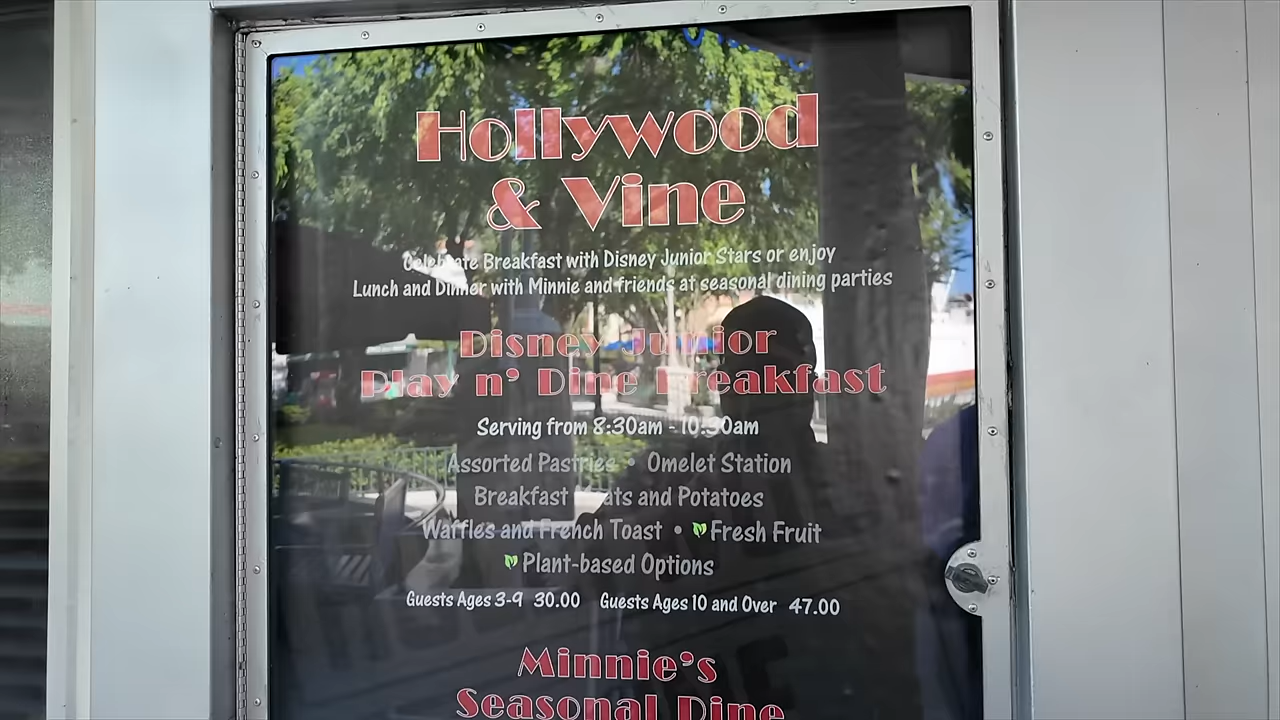 Hollywood
& Vine
Celebrate Breakfast with Disney Junior Stars or enjoy
Lunch and Dinner with Minnie and friends at seasonal dining parties
Disney Junior
Play n' Dine Breakfast
Serving from 8:30am - 10:30am
Assorted Pastries • Omelet Station
Breakfast Meats and Potatoes
Waffles and French Toast • Fresh Fruit
Plant-based Options
Guests Ages 3-9 30.00 Guests Ages 10 and Over 47.00
Minnie's
Seasonal Dine